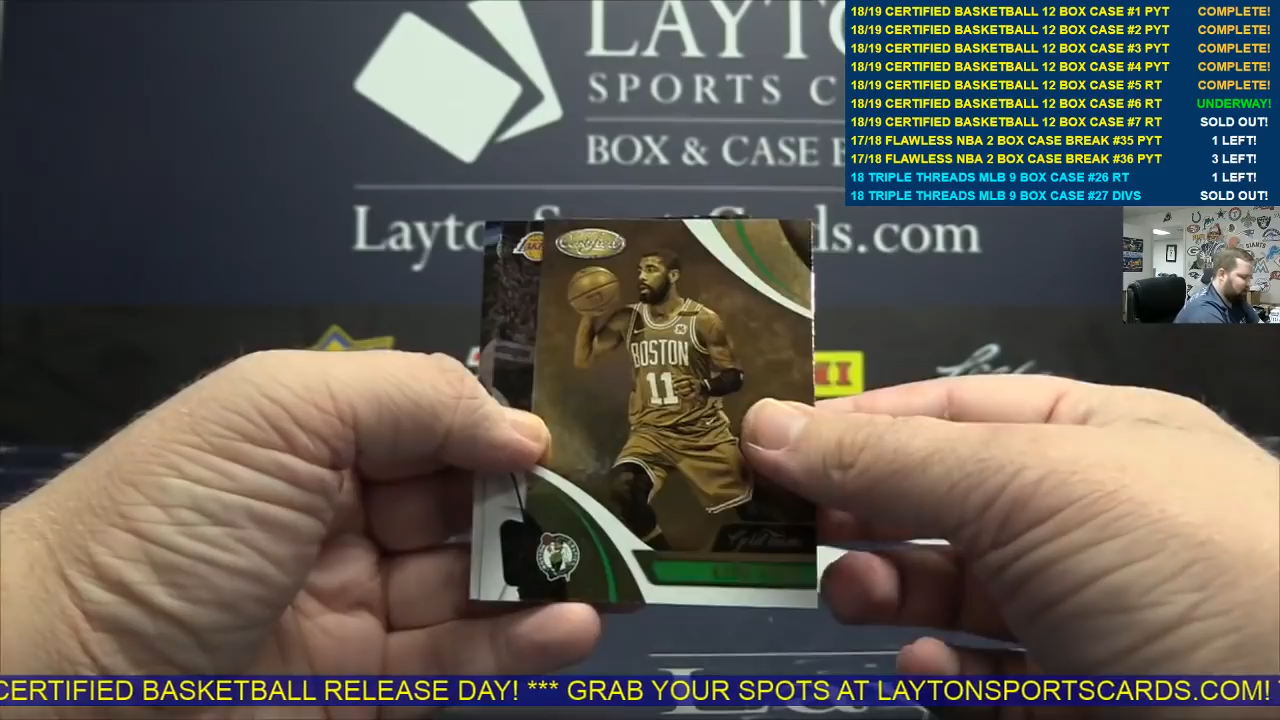 18/19 CERTIFIED BASKETBALL 12 BOX CASE #1 PYT COMPLETE!
18/19 CERTIFIED BASKETBALL 12 BOX CASE #2 PYT COMPLETE!
18/19 CERTIFIED BASKETBALL 12 BOX CASE #3 PYT COMPLETE!
18/19 CERTIFIED BASKETBALL 12 BOX CASE #4 PYT COMPLETE!
18/19 CERTIFIED BASKETBALL 12 BOX CASE #5 RT COMPLETE!
18/19 CERTIFIED BASKETBALL 12 BOX CASE #6 RT UNDERWAY!
18/19 CERTIFIED BASKETBALL 12 BOX CASE #7 RT SOLD OUT!
17/18 FLAWLESS NBA 2 BOX CASE BREAK #35 PYT 1 LEFT!
17/18 FLAWLESS NBA 2 BOX CASE BREAK #36 PYT 3 LEFT!
18 TRIPLE THREADS MLB 9 BOX CASE #26 RT 1 LEFT!
18 TRIPLE THREADS MLB 9 BOX CASE #27 DIVS SOLD OUT!
LAYTO
SPORTS C
BOX & CASE B
Layto rds.com
Certified
BOSTON
11
Leaf
CERTIFIED BASKETBALL RELEASE DAY! *** GRAB YOUR SPOTS AT LAYTONSPORTSCARDS.COM!